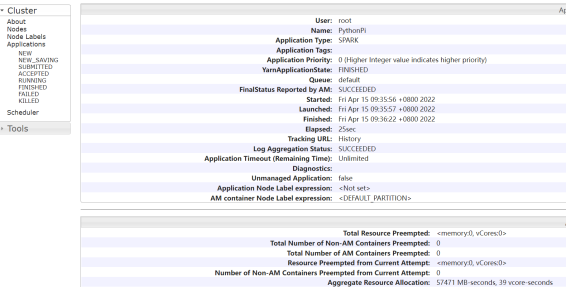 Cluster
About
Nodes
Node Labels
Applications
NEW
NEW_SAVING
SUBMITTED
ACCEPTED
RUNNING
FINISHED
FAILED
KILLED
Scheduler
Tools
User: root
Name: PythonPi
Application Type: SPARK
Application Tags:
Application Priority: 0 (Higher Integer value indicates higher priority)
YarnApplicationState: FINISHED
Queue: default
FinalStatus Reported by AM: SUCCEEDED
Started: Fri Apr 15 09:35:56 +0800 2022
Launched: Fri Apr 15 09:35:57 +0800 2022
Finished: Fri Apr 15 09:36:22 +0800 2022
Elapsed: 25sec
Tracking URL: History
Log Aggregation Status: SUCCEEDED
Application Timeout (Remaining Time): Unlimited
Diagnostics:
Unmanaged Application: false
Application Node Label expression: <Not set>
AM container Node Label expression: <DEFAULT_PARTITION>
Total Resource Preempted: <memory:0, vCores:0>
Total Number of Non-AM Containers Preempted: 0
Total Number of AM Containers Preempted: 0
Resource Preempted from Current Attempt: <memory:0, vCores:0>
Number of Non-AM Containers Preempted from Current Attempt: 0
Aggregate Resource Allocation: 57471 MB-seconds, 39 vcore-seconds